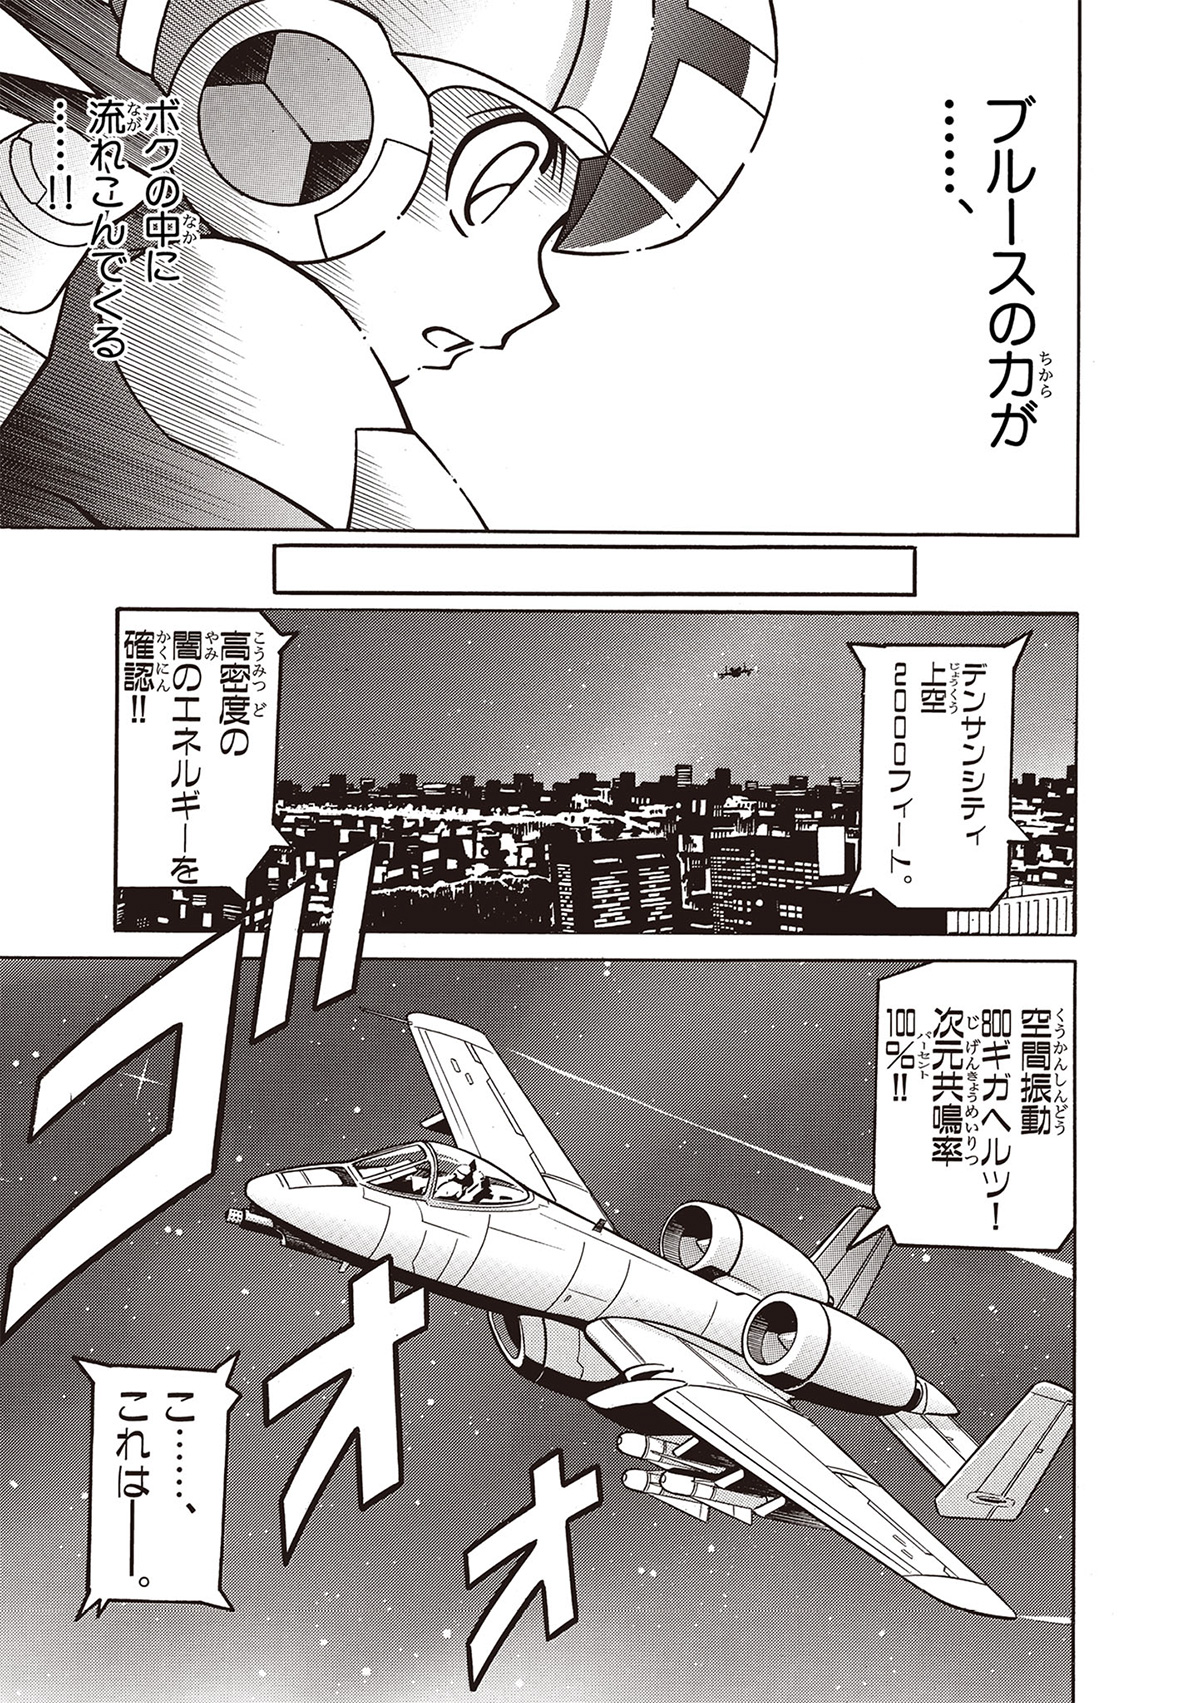 ブルースの力が
……、
ボクの中に
流れこんでくる
……!!
デンサンシティ
上空
2000フィート。
高密度の
闇のエネルギーを
確認!!
空間振動
800ギガヘルツ!
次元共鳴率
100%!!
ゴオオオ
こ……、
これは——。